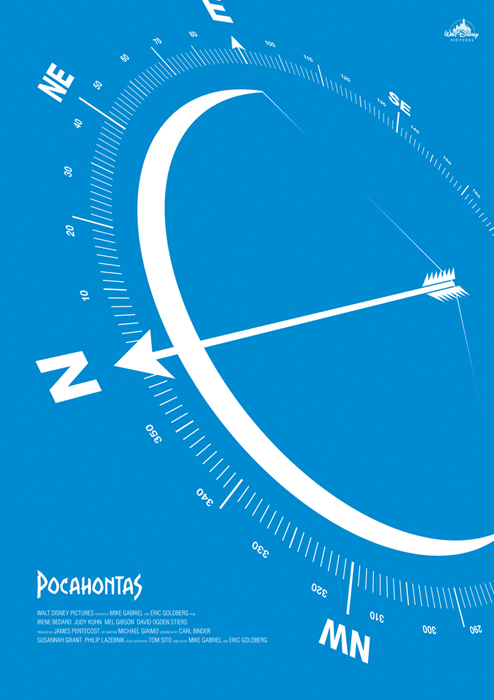 E
Walt Disney
PICTURES
NE
50
60
70
80
100
110
120
130
SE
140
150
160
40
30
20
10
N
350
340
330
320
NW
310
300
290
POCAHONTAS
WALT DISNEY PICTURES PRESENTS MIKE GABRIEL AND ERIC GOLDBERG FILM
IRENE BEDARD JUDY KUHN MEL GIBSON DAVID OGDEN STIERS
PRODUCED BY JAMES PENTECOST ART DIRECTOR MICHAEL GIAIMO SCREENPLAY BY CARL BINDER
SUSANNAH GRANT PHILIP LAZEBNIK STORY SUPERVISOR TOM SITO DIRECTED BY MIKE GABRIEL AND ERIC GOLDBERG